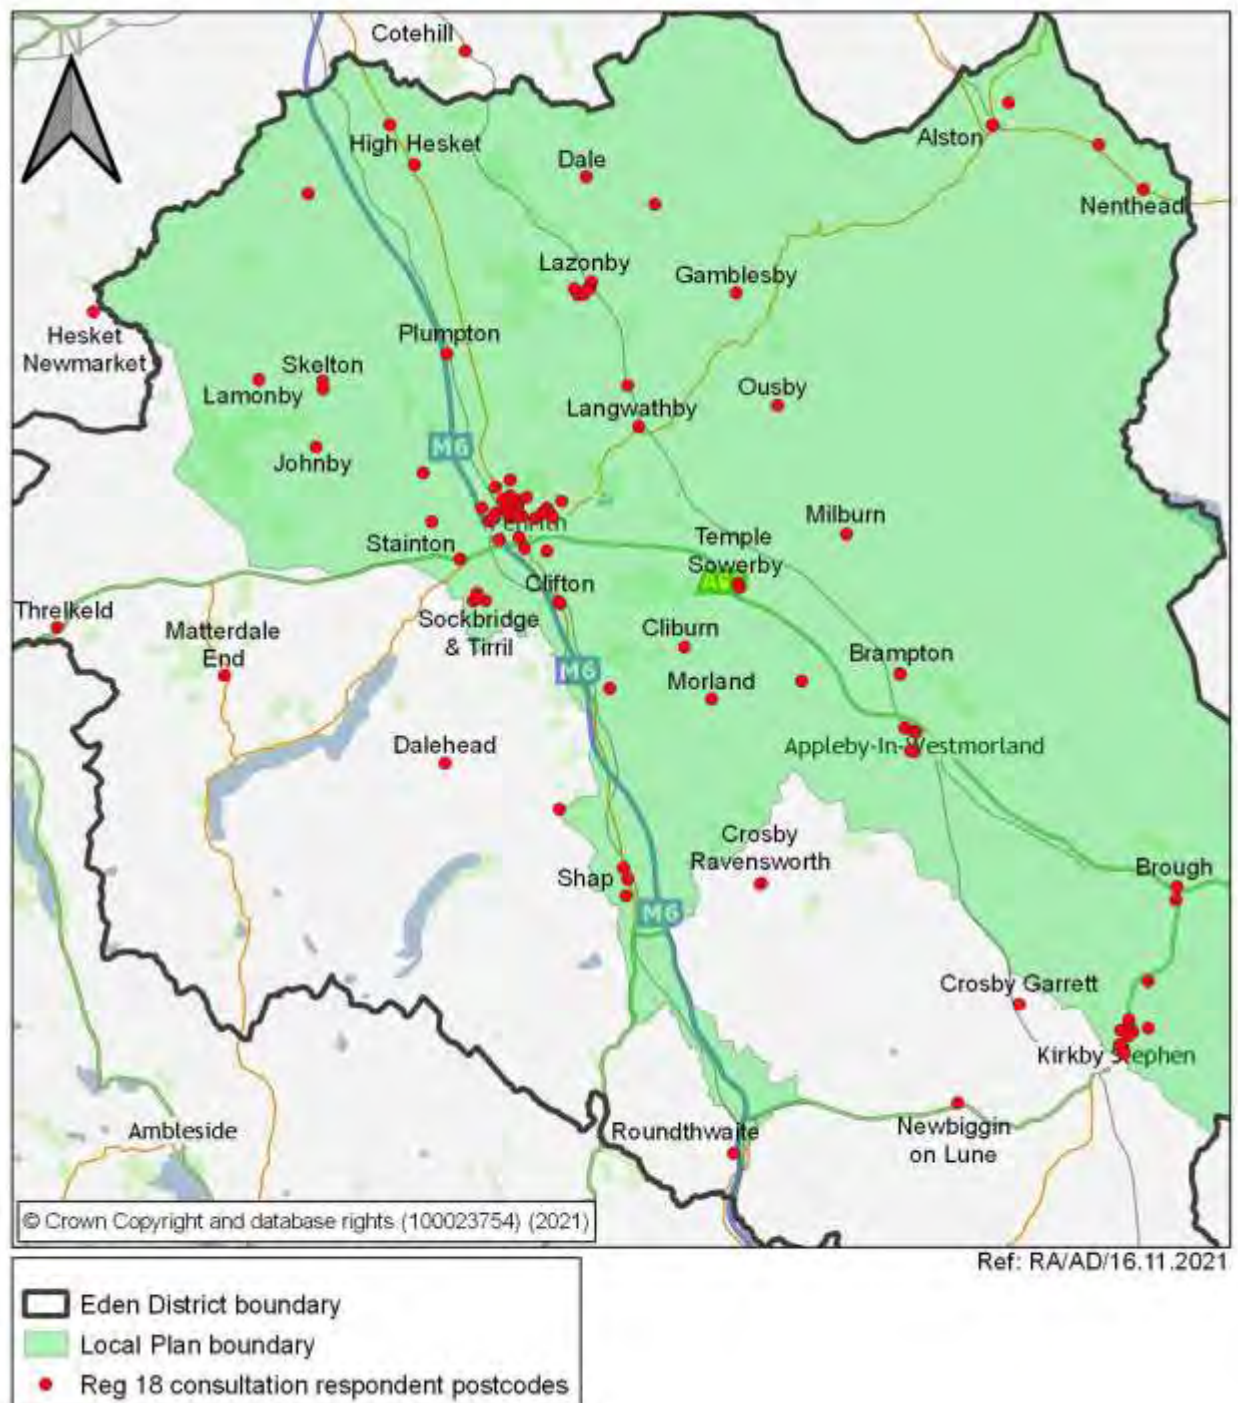 Cotehill
N
High Hesket
Dale
Alston
Nenthead
Lazonby
Gamblesby
Hesket
Newmarket
Plumpton
Skelton
Lamonby
Ousby
Langwathby
M6
Johnby
Milburn
Penrith
Stainton
Temple
Sowerby
Clifton
Threlkeld
Matterdale
End
Sockbridge
& Tirril
Cliburn
Brampton
M6
Morland
Dalehead
Appleby-In-Westmorland
Crosby
Ravensworth
Shap
Brough
M6
Crosby Garrett
Kirkby Stephen
Ambleside
Roundthwaite
Newbiggin
on Lune
© Crown Copyright and database rights (100023754) (2021)
Ref: RA/AD/16.11.2021
Eden District boundary
Local Plan boundary
Reg 18 consultation respondent postcodes